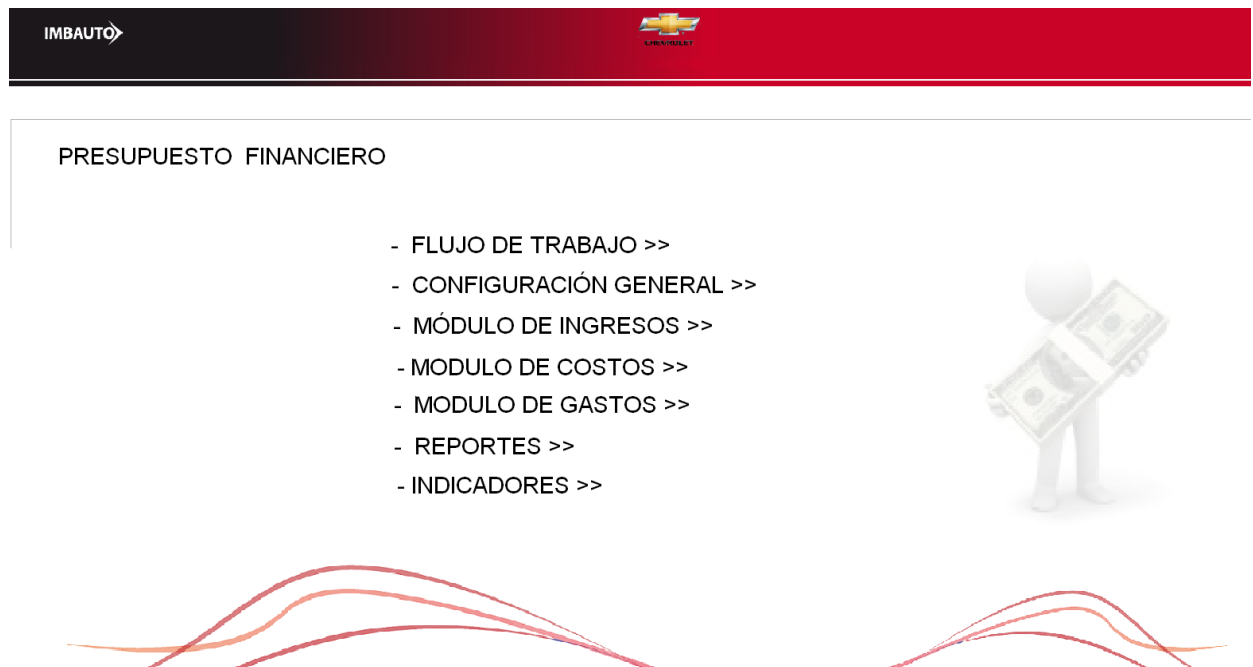 IMBAUTO
CHEVROLET
PRESUPUESTO FINANCIERO
- FLUJO DE TRABAJO >>
- CONFIGURACIÓN GENERAL >>
- MÓDULO DE INGRESOS >>
- MODULO DE COSTOS >>
- MODULO DE GASTOS >>
- REPORTES >>
- INDICADORES >>